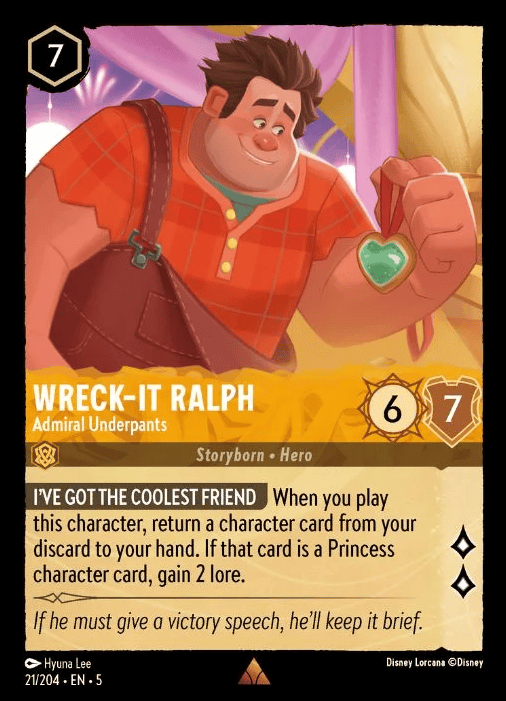 7
WRECK-IT RALPH
Admiral Underpants
6
7
Storyborn • Hero
I'VE GOT THE COOLEST FRIEND When you play
this character, return a character card from your
discard to your hand. If that card is a Princess
character card, gain 2 lore.
If he must give a victory speech, he'll keep it brief.
Hyuna Lee
Disney Lorcana ©Disney
21/204 • EN • 5